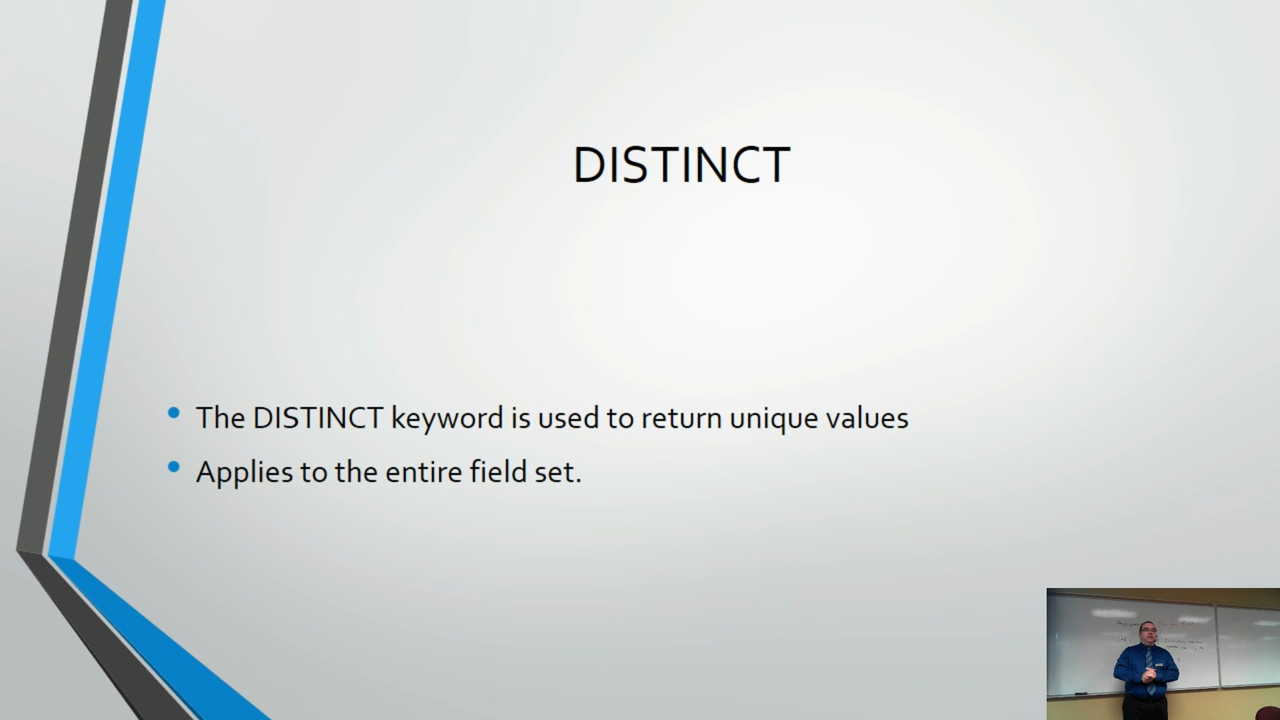 DISTINCT
The DISTINCT keyword is used to return unique values
Applies to the entire field set.